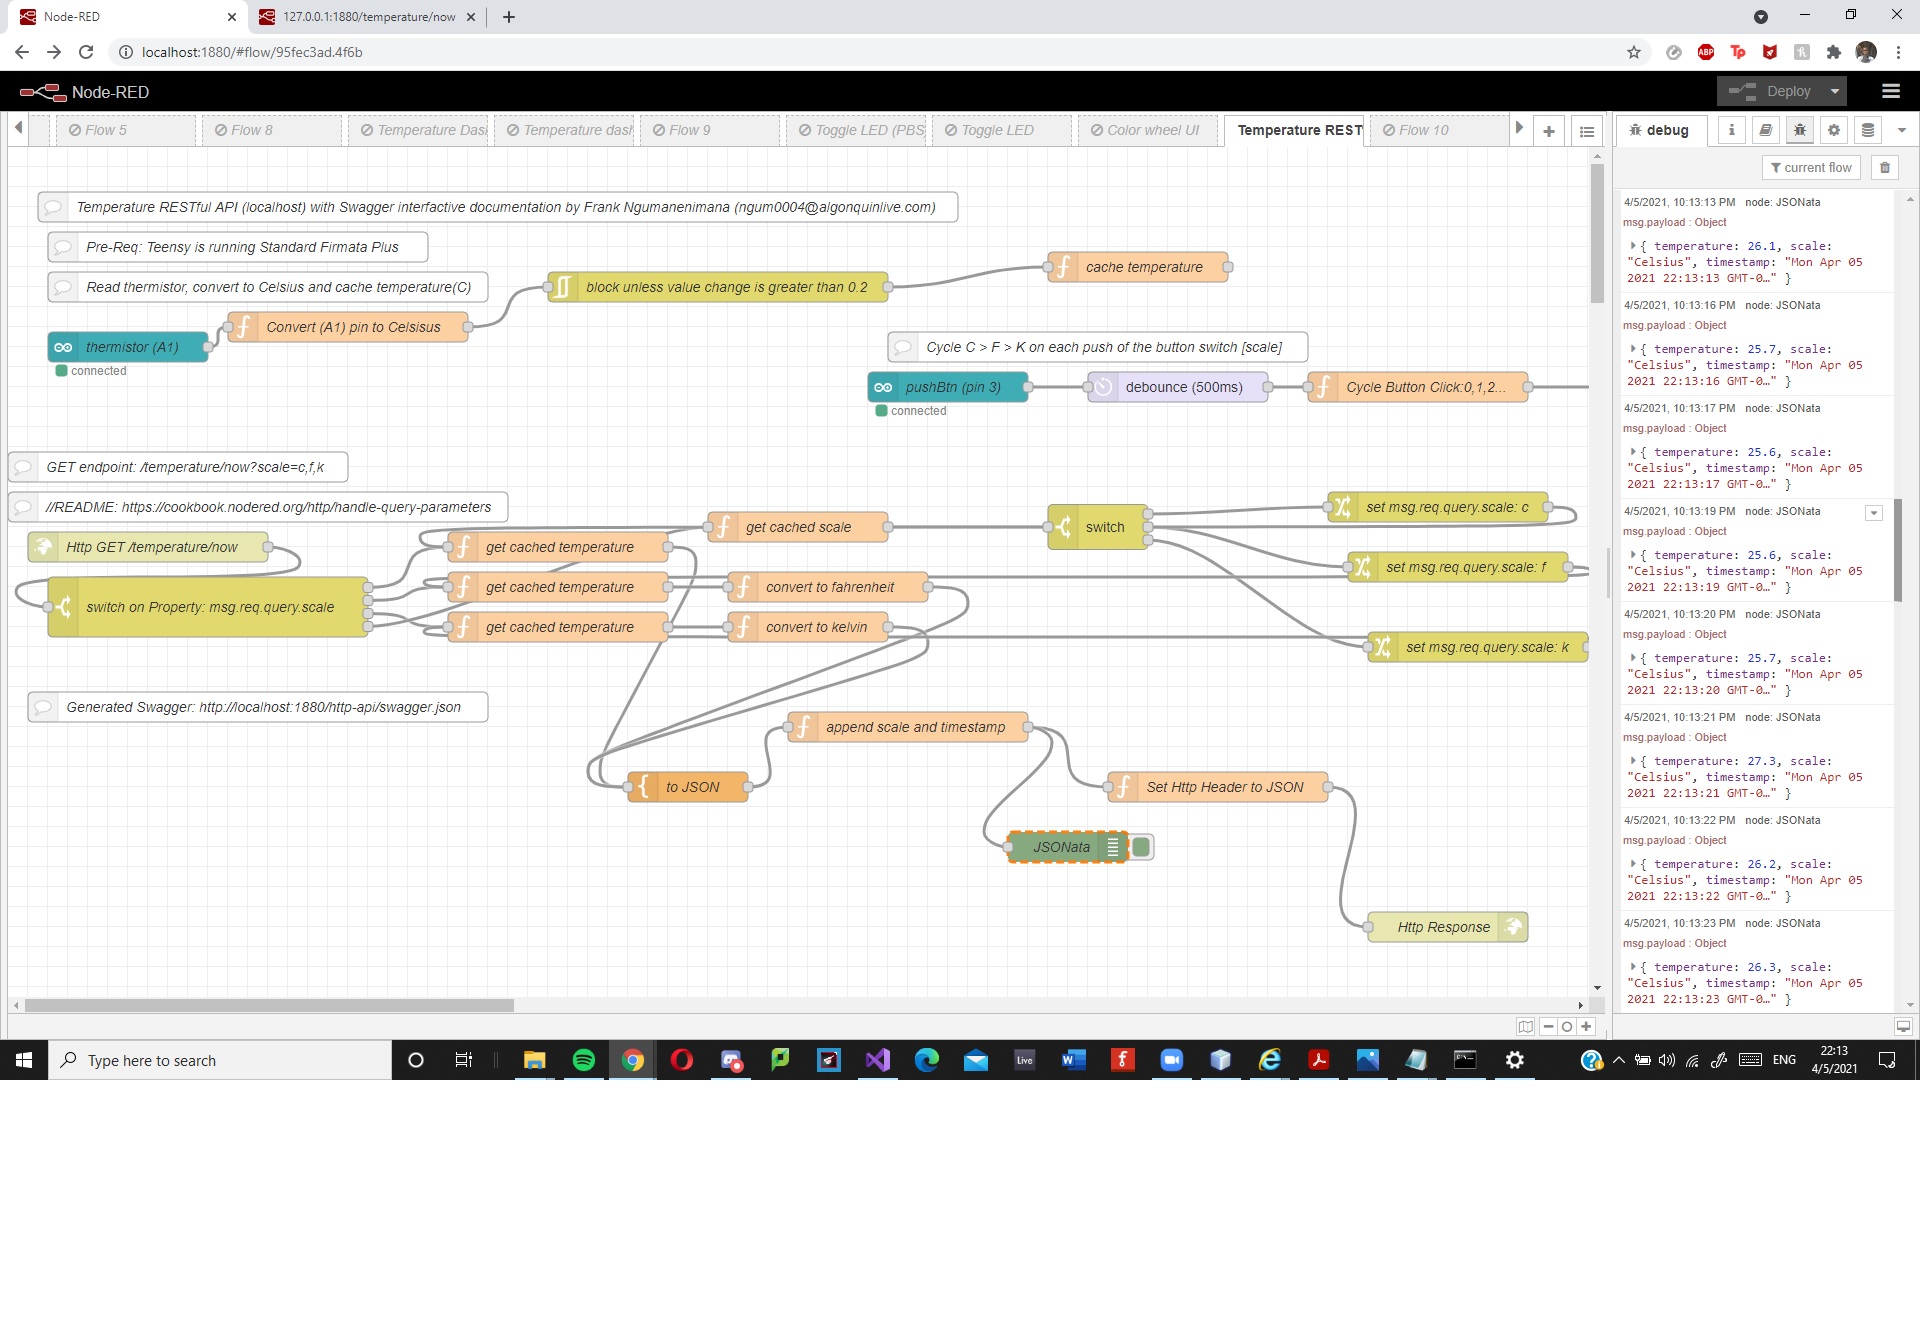 Node-RED
127.0.0.1:1880/temperature/now
localhost:1880/#flow/95fec3ad.4f6b
ABP
Tp
Node-RED
Deploy
Flow 5
Flow 8
Temperature Das
Temperature dash
Flow 9
Toggle LED (PBS
Toggle LED
Color wheel UI
Temperature REST
Flow 10
debug
current flow
Temperature RESTful API (localhost) with Swagger interfactive documentation by Frank Ngumanenimana (ngum0004@algonquinlive.com)
Pre-Req: Teensy is running Standard Firmata Plus
Read thermistor, convert to Celsius and cache temperature(C)
block unless value change is greater than 0.2
cache temperature
Convert (A1) pin to Celsisus
thermistor (A1)
connected
Cycle C > F > K on each push of the button switch [scale]
pushBtn (pin 3)
debounce (500ms)
Cycle Button Click:0,1,2...
connected
GET endpoint: /temperature/now?scale=c,f,k
//README: https://cookbook.nodered.org/http/handle-query-parameters
get cached scale
switch
set msg.req.query.scale: c
Http GET /temperature/now
get cached temperature
set msg.req.query.scale: f
get cached temperature
convert to fahrenheit
switch on Property: msg.req.query.scale
get cached temperature
convert to kelvin
set msg.req.query.scale: k
Generated Swagger: http://localhost:1880/http-api/swagger.json
append scale and timestamp
to JSON
Set Http Header to JSON
JSONata
Http Response
4/5/2021, 10:13:13 PM node: JSONata
msg.payload : Object
{ temperature: 26.1, scale:
"Celsius", timestamp: "Mon Apr 05
2021 22:13:13 GMT-0…" }
4/5/2021, 10:13:16 PM node: JSONata
msg.payload : Object
{ temperature: 25.7, scale:
"Celsius", timestamp: "Mon Apr 05
2021 22:13:16 GMT-0…" }
4/5/2021, 10:13:17 PM node: JSONata
msg.payload : Object
{ temperature: 25.6, scale:
"Celsius", timestamp: "Mon Apr 05
2021 22:13:17 GMT-0…" }
4/5/2021, 10:13:19 PM node: JSONata
msg.payload : Object
{ temperature: 25.6, scale:
"Celsius", timestamp: "Mon Apr 05
2021 22:13:19 GMT-0…" }
4/5/2021, 10:13:20 PM node: JSONata
msg.payload : Object
{ temperature: 25.7, scale:
"Celsius", timestamp: "Mon Apr 05
2021 22:13:20 GMT-0…" }
4/5/2021, 10:13:21 PM node: JSONata
msg.payload : Object
{ temperature: 27.3, scale:
"Celsius", timestamp: "Mon Apr 05
2021 22:13:21 GMT-0…" }
4/5/2021, 10:13:22 PM node: JSONata
msg.payload : Object
{ temperature: 26.2, scale:
"Celsius", timestamp: "Mon Apr 05
2021 22:13:22 GMT-0…" }
4/5/2021, 10:13:23 PM node: JSONata
msg.payload : Object
{ temperature: 26.3, scale:
"Celsius", timestamp: "Mon Apr 05
2021 22:13:23 GMT-0…" }
Type here to search
Live
ENG
22:13
4/5/2021